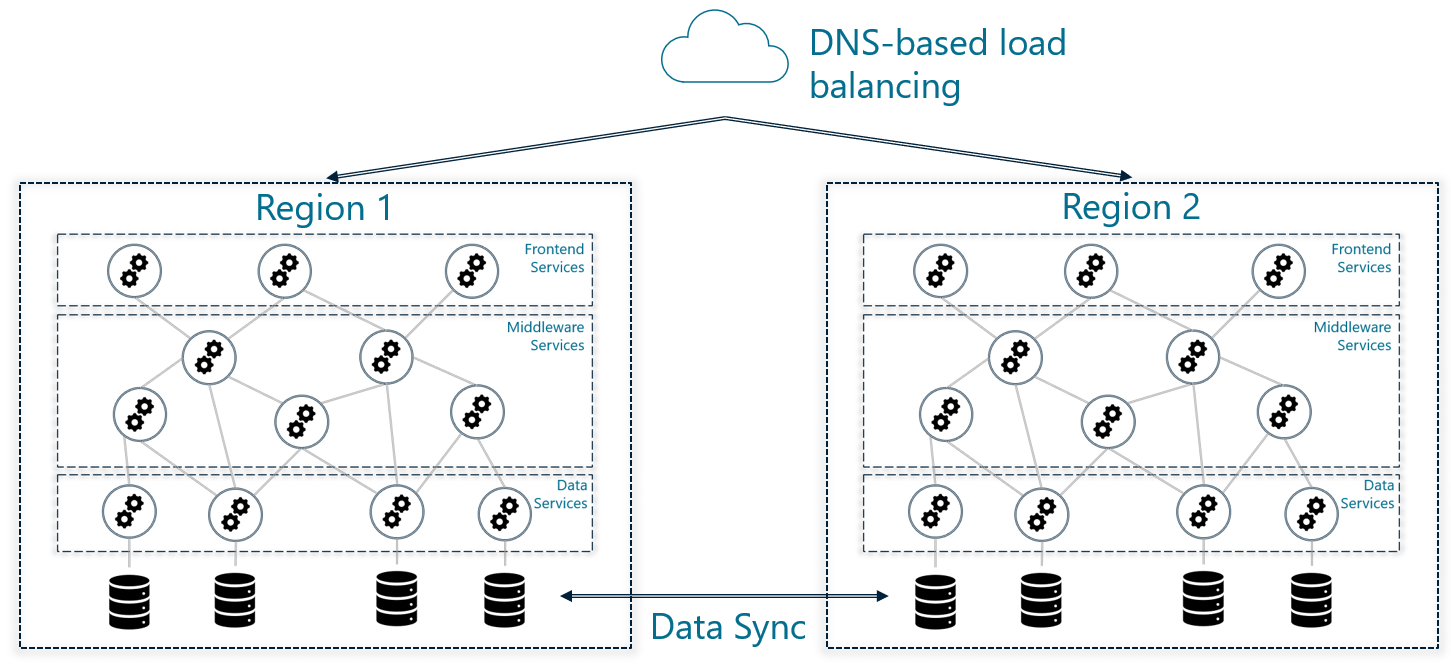 DNS-based load
balancing
Region 1
Frontend
Services
Middleware
Services
Data
Services
Region 2
Frontend
Services
Middleware
Services
Data
Services
Data Sync